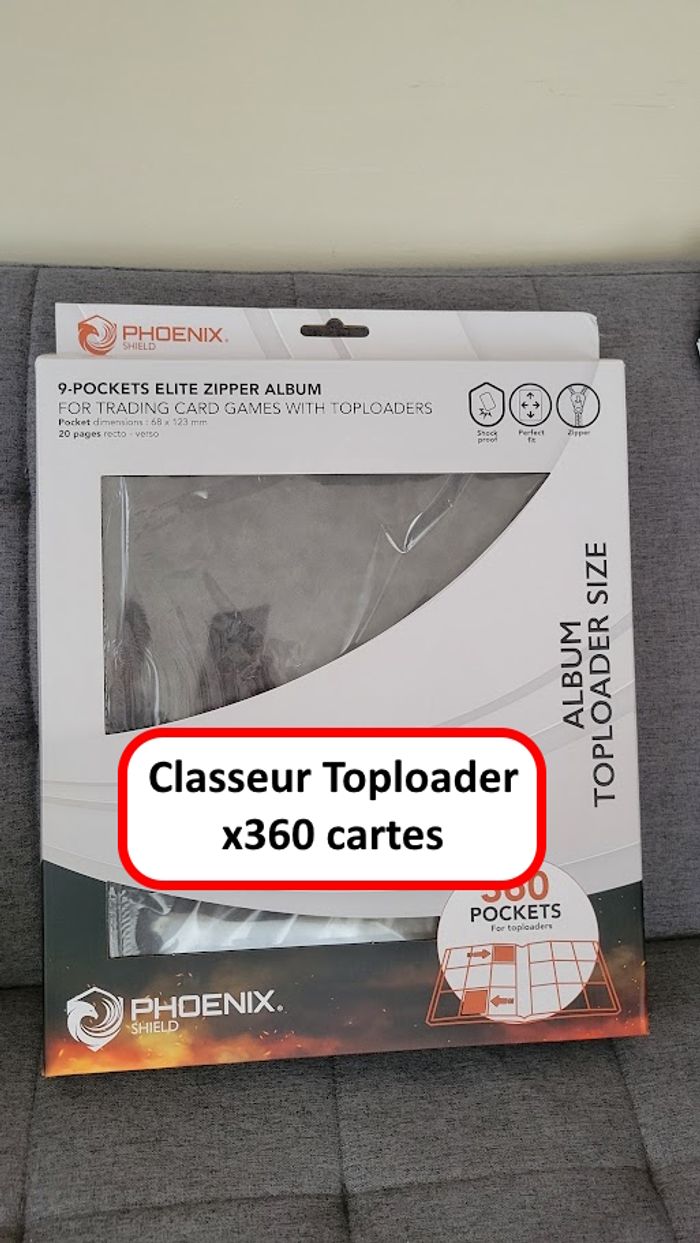 PHOENIX®
SHIELD
9-POCKETS ELITE ZIPPER ALBUM
FOR TRADING CARD GAMES WITH TOPLOADERS
Pocket dimensions : 68 x 123 mm
20 pages recto - verso
Shock
proof
Perfect
fit
Zipper
ALBUM
TOPLOADER SIZE
Classeur Toploader
x360 cartes
360
POCKETS
For toploaders
PHOENIX®
SHIELD